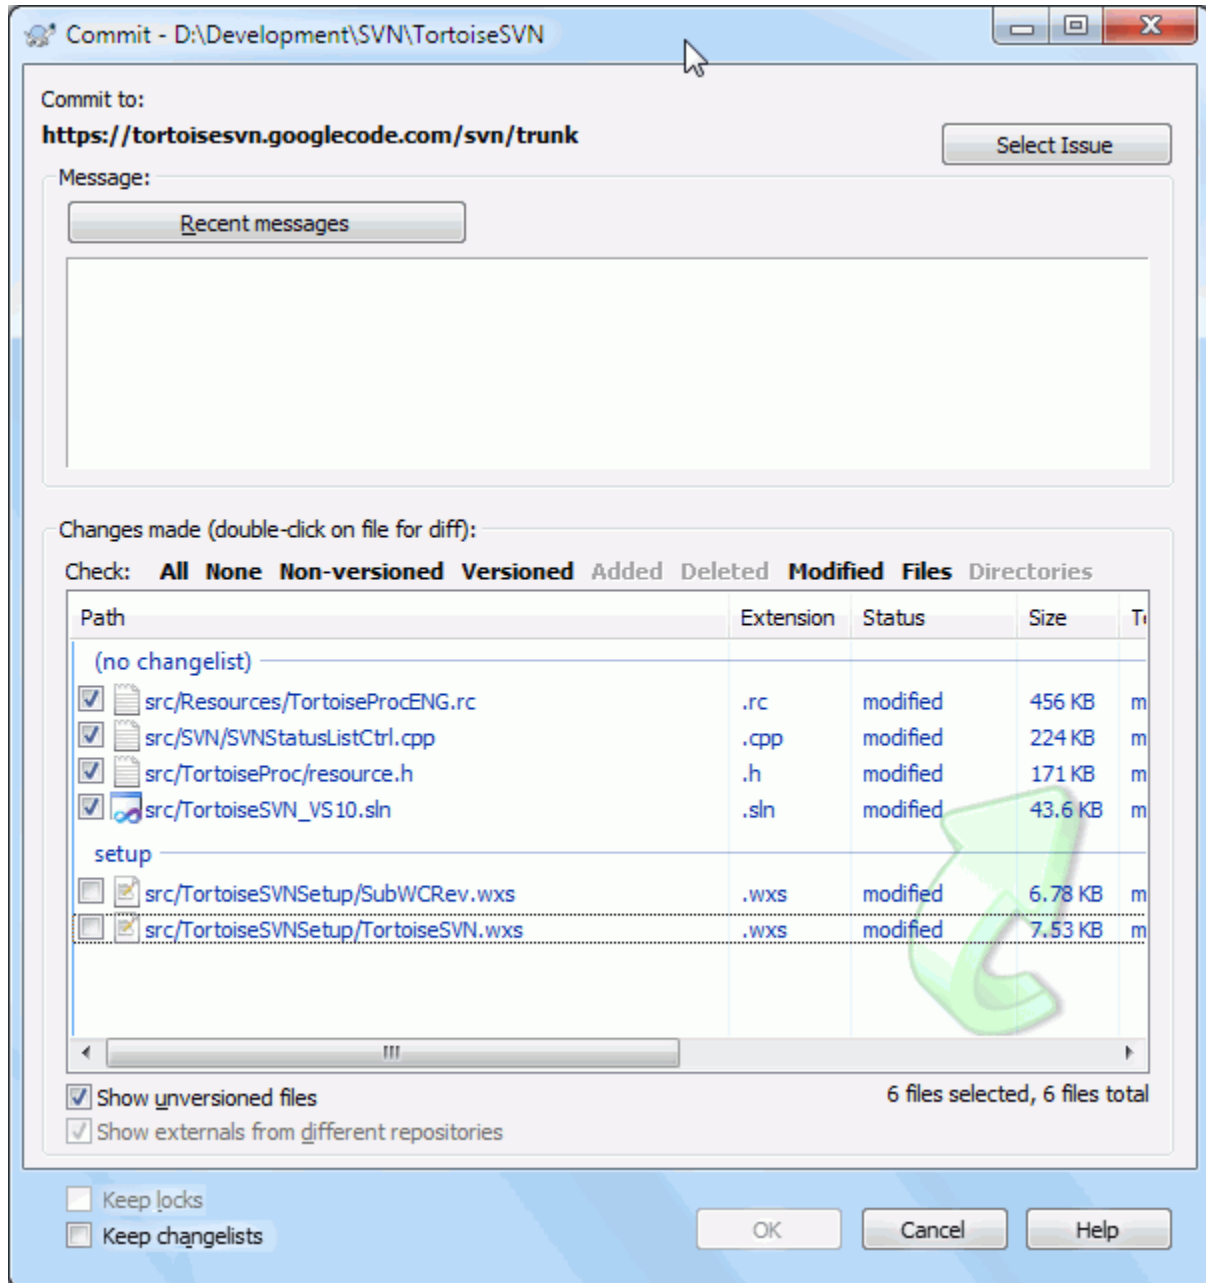 Commit - D:\Development\SVN\TortoiseSVN
Commit to:
https://tortoisesvn.googlecode.com/svn/trunk
Select Issue
Message:
Recent messages
Changes made (double-click on file for diff):
Check: All None Non-versioned Versioned Added Deleted Modified Files Directories
Path Extension Status Size
(no changelist)
src/Resources/TortoiseProcENG.rc .rc modified 456 KB m
src/SVN/SVNStatusListCtrl.cpp .cpp modified 224 KB m
src/TortoiseProc/resource.h .h modified 171 KB m
src/TortoiseSVN_VS10.sln .sln modified 43.6 KB m
setup
src/TortoiseSVNSetup/SubWCRev.wxs .wxs modified 6.78 KB m
src/TortoiseSVNSetup/TortoiseSVN.wxs .wxs modified 7.53 KB m
Show unversioned files
6 files selected, 6 files total
Show externals from different repositories
Keep locks
Keep changelists
OK Cancel Help